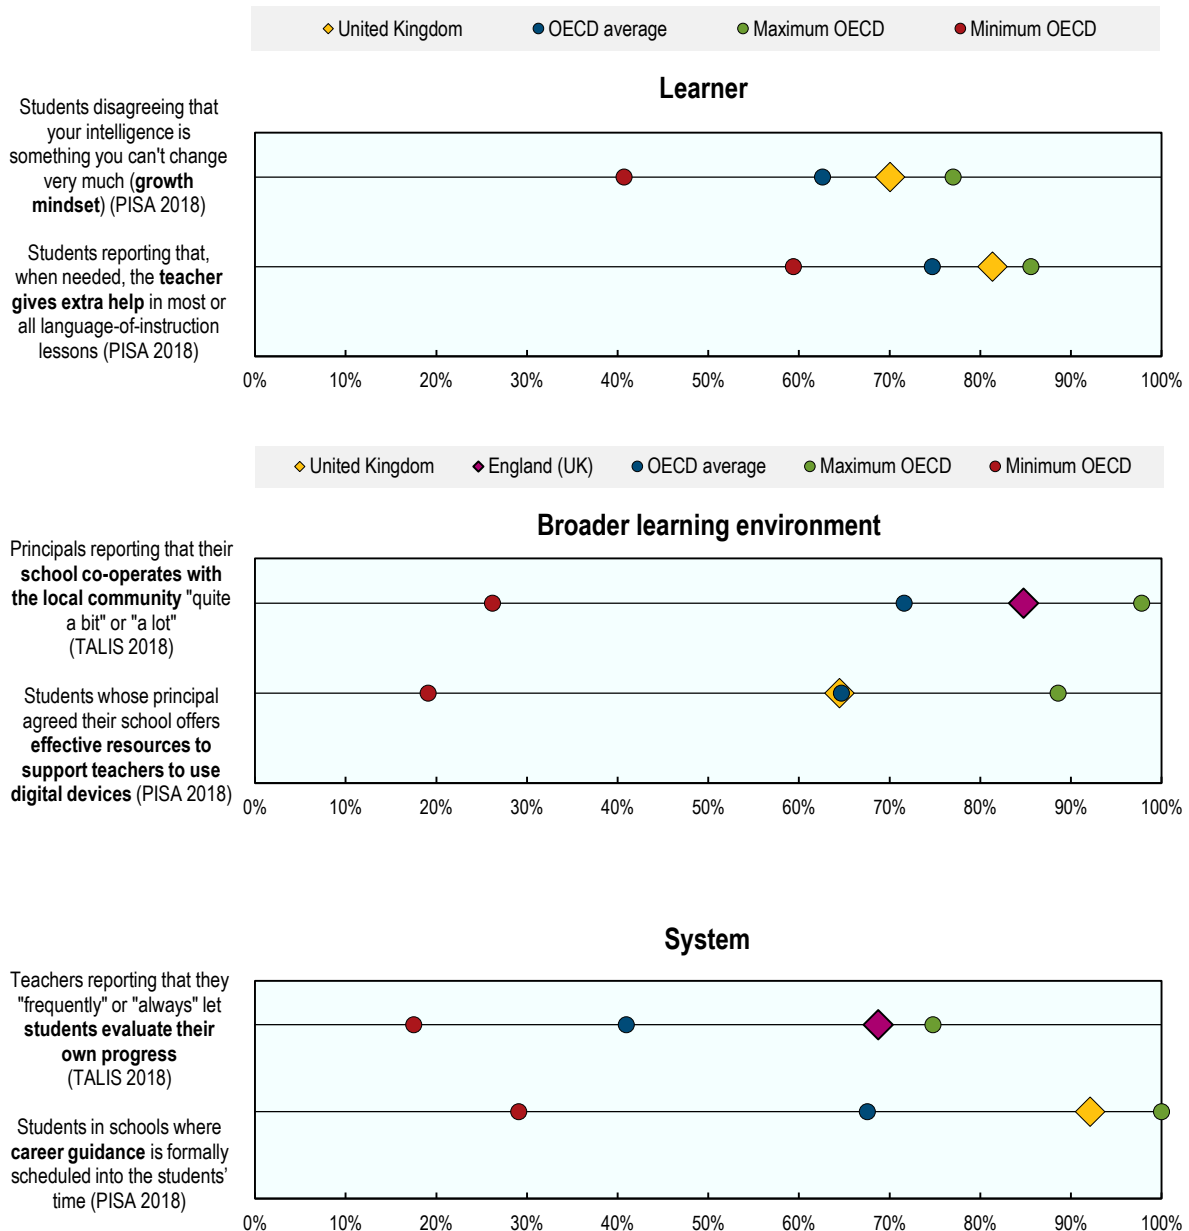 United Kingdom OECD average Maximum OECD Minimum OECD
Learner
Students disagreeing that
your intelligence is
something you can't change
very much (growth
mindset) (PISA 2018)
Students reporting that,
when needed, the teacher
gives extra help in most or
all language-of-instruction
lessons (PISA 2018)
0% 10% 20% 30% 40% 50% 60% 70% 80% 90% 100%
United Kingdom England (UK) OECD average Maximum OECD Minimum OECD
Broader learning environment
Principals reporting that their
school co-operates with
the local community "quite
a bit" or "a lot"
(TALIS 2018)
Students whose principal
agreed their school offers
effective resources to
support teachers to use
digital devices (PISA 2018)
0% 10% 20% 30% 40% 50% 60% 70% 80% 90% 100%
System
Teachers reporting that they
"frequently" or "always" let
students evaluate their
own progress
(TALIS 2018)
Students in schools where
career guidance is formally
scheduled into the students’
time (PISA 2018)
0% 10% 20% 30% 40% 50% 60% 70% 80% 90% 100%